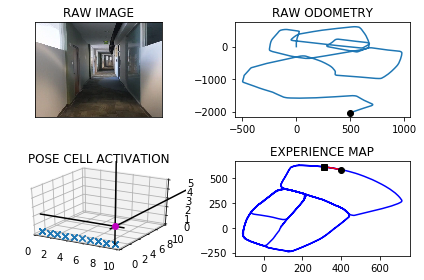 RAW IMAGE
RAW ODOMETRY
0
−1000
−2000
−500 0 500 1000
POSE CELL ACTIVATION
0 2 4 6 8 10
0 2 4 6 8 10
0 1 2 3 4 5
EXPERIENCE MAP
500
250
0
−250
0 200 400 600